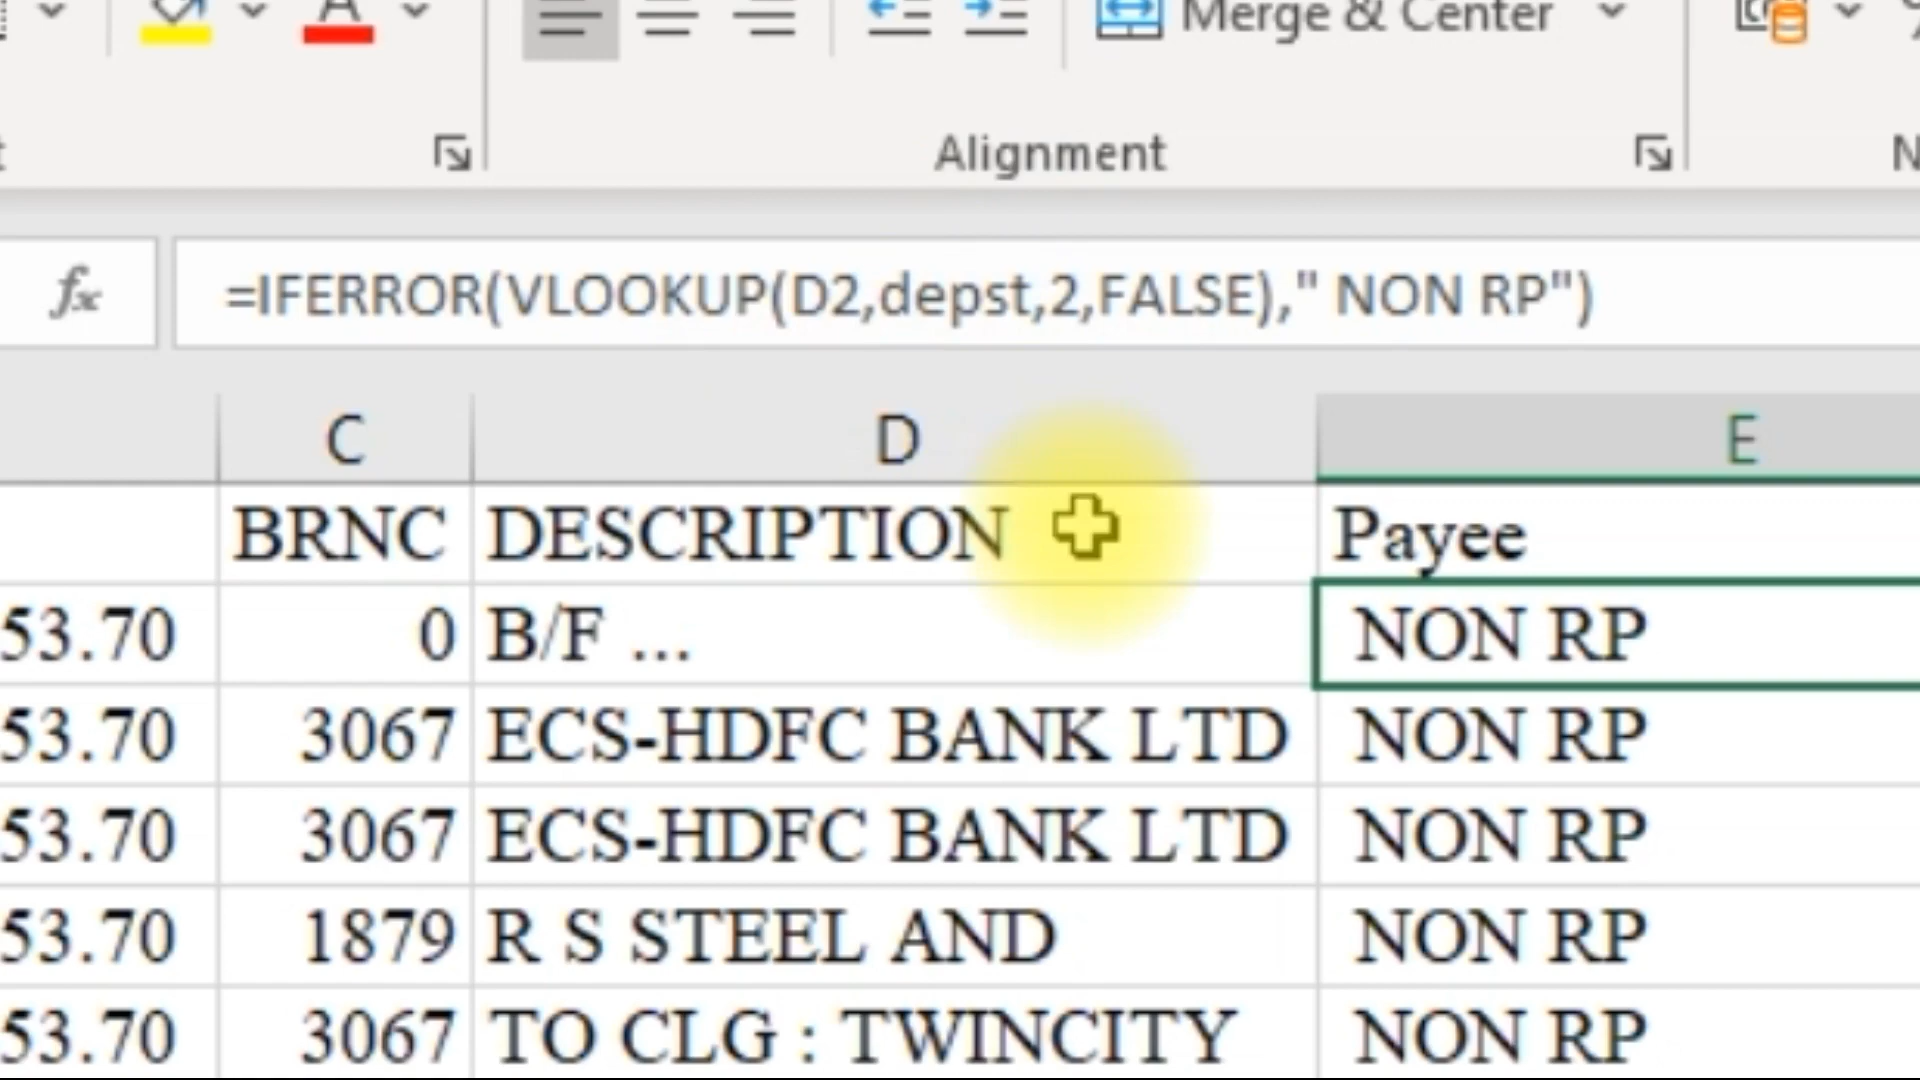 A
Merge & Center
Alignment
fx
=IFERROR(VLOOKUP(D2,depst,2,FALSE)," NON RP")
C D E
BRNC DESCRIPTION Payee
53.70 0 B/F ... NON RP
53.70 3067 ECS-HDFC BANK LTD NON RP
53.70 3067 ECS-HDFC BANK LTD NON RP
53.70 1879 R S STEEL AND NON RP
53.70 3067 TO CLG : TWINCITY NON RP